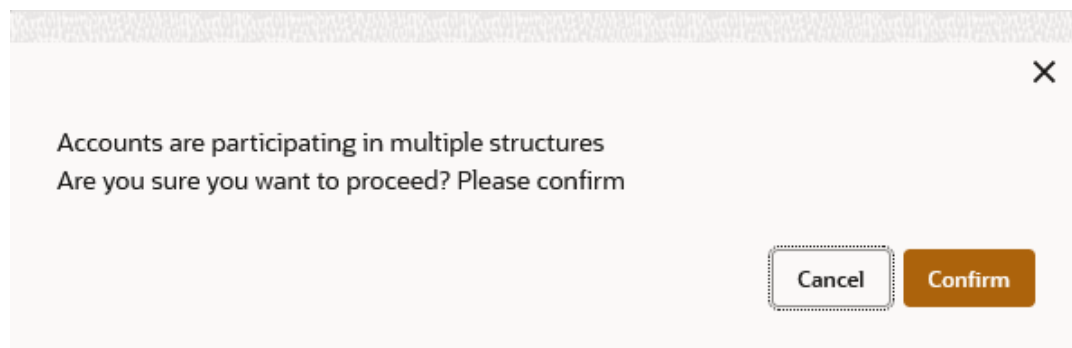 Accounts are participating in multiple structures
Are you sure you want to proceed? Please confirm
Cancel Confirm